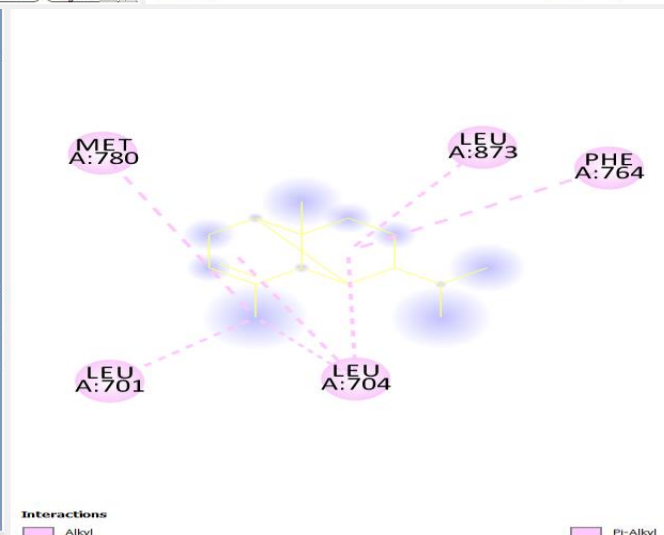 MET
A:780
LEU
A:873
PHE
A:764
LEU
A:701
LEU
A:704
Interactions
Alkyl
Pi-Alkyl